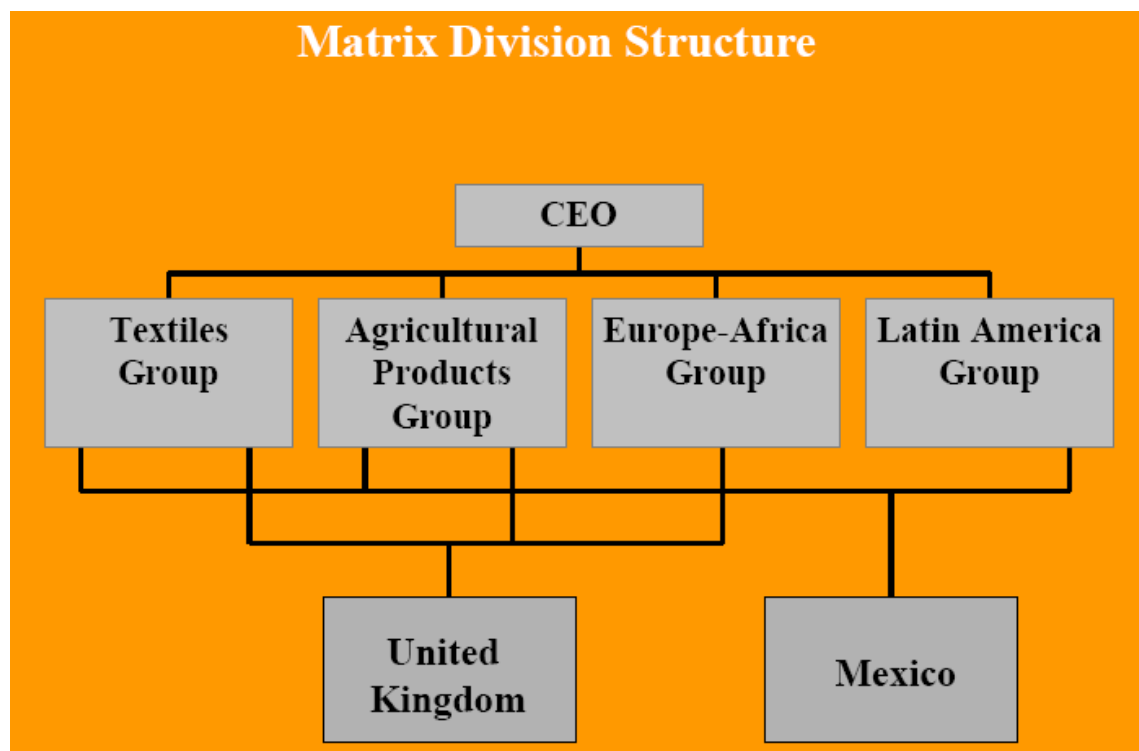 Matrix Division Structure
CEO
Textiles
Group
Agricultural
Products
Group
Europe-Africa
Group
Latin America
Group
United
Kingdom
Mexico